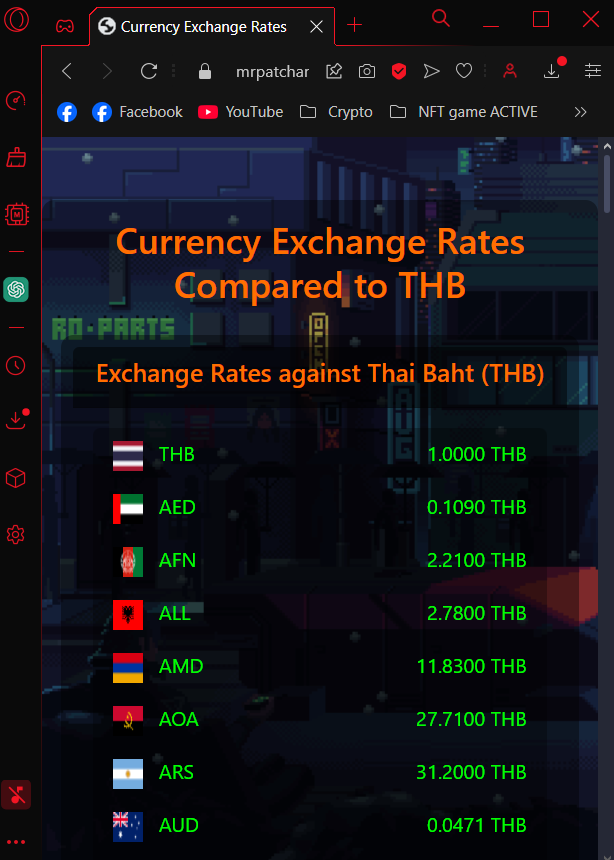 Currency Exchange Rates
mrpatchar
Facebook
YouTube
Crypto
NFT game ACTIVE
Currency Exchange Rates
Compared to THB
RD·PARTS
Exchange Rates against Thai Baht (THB)
THB 1.0000 THB
AED 0.1090 THB
AFN 2.2100 THB
ALL 2.7800 THB
AMD 11.8300 THB
AOA 27.7100 THB
ARS 31.2000 THB
AUD 0.0471 THB